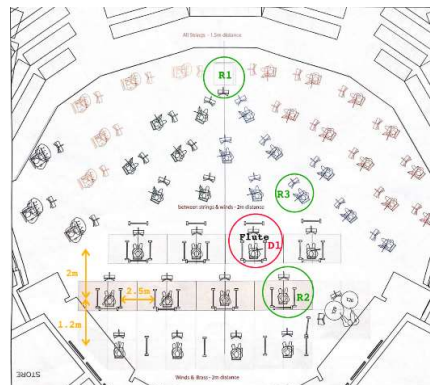 All Strings - 1.5m distance
R1
R3
between strings & winds - 2m distance
Flute
D1
2m
R2
2.5m
1.2m
STORE
Winds & Brass - 2m distance